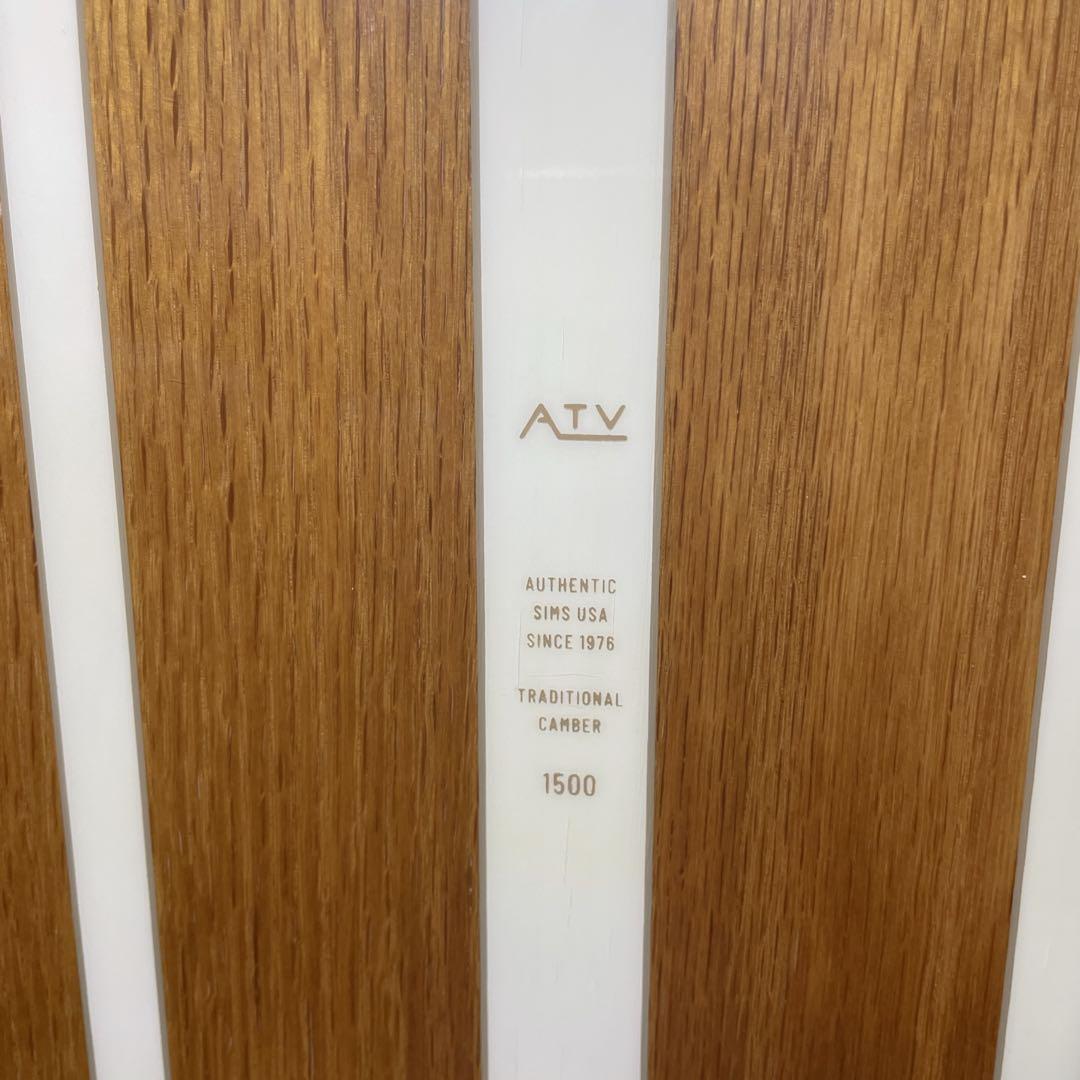 ATV
AUTHENTIC
SIMS USA
SINCE 1976
TRADITIONAL
CAMBER
1500